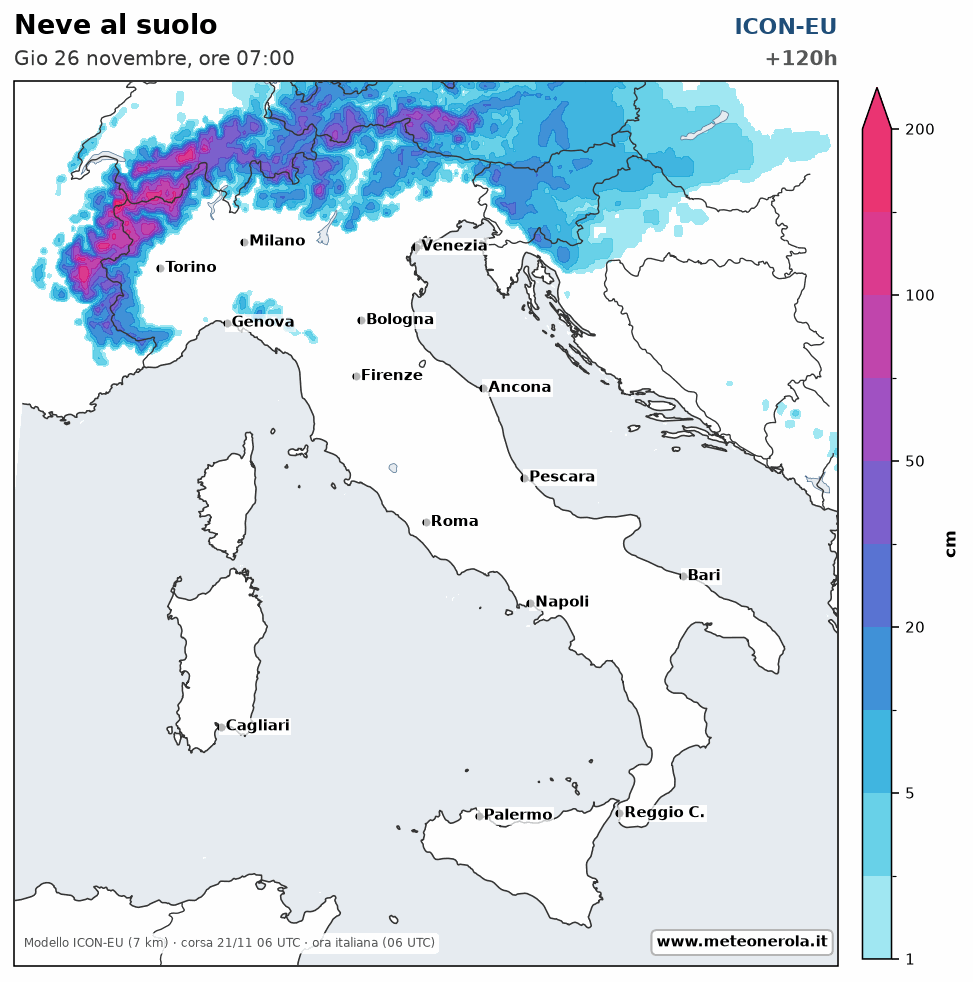 Neve al suolo
ICON-EU
Gio 26 novembre, ore 07:00
+120h
200
Milano
Venezia
Torino
100
Genova
Bologna
Firenze
Ancona
50
Pescara
Roma
cm
Bari
Napoli
20
Cagliari
5
Palermo
Reggio C.
Modello ICON-EU (7 km) · corsa 21/11 06 UTC · ora italiana (06 UTC)
www.meteonerola.it
1